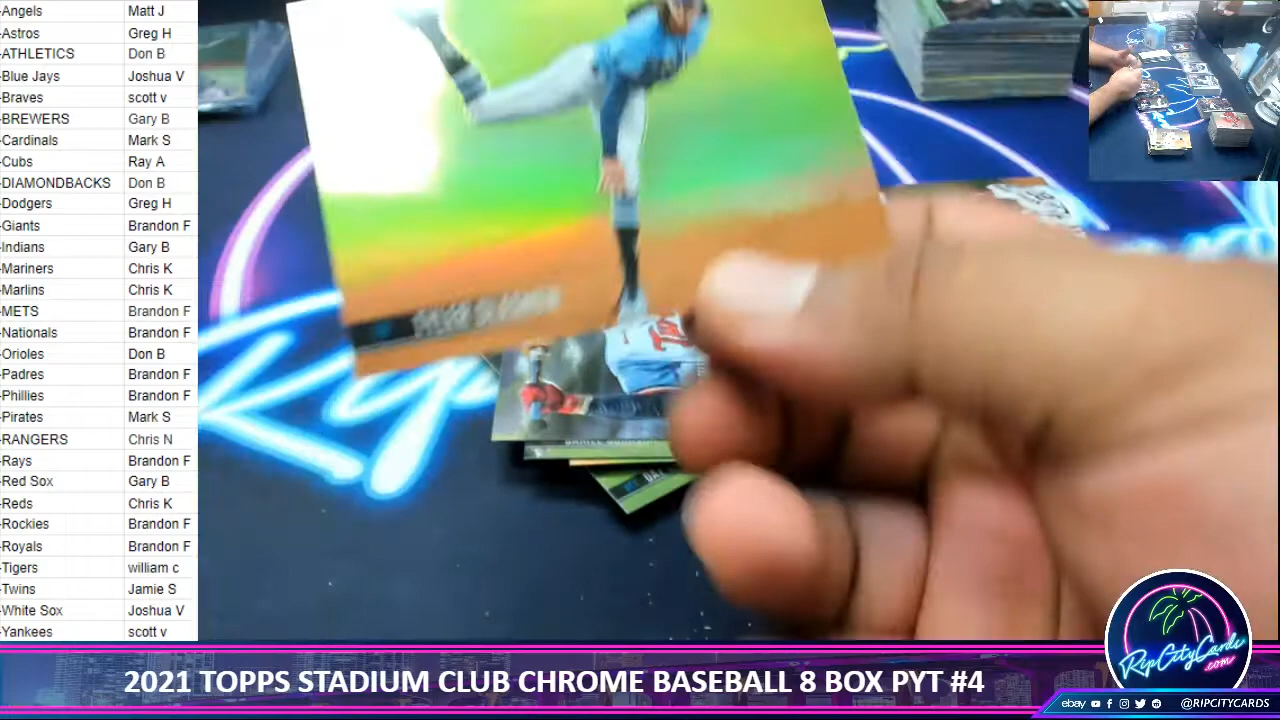 -Angels Matt J
-Astros Greg H
-ATHLETICS Don B
-Blue Jays Joshua V
-Braves scott v
-BREWERS Gary B
-Cardinals Mark S
-Cubs Ray A
-DIAMONDBACKS Don B
-Dodgers Greg H
-Giants Brandon F
-Indians Gary B
-Mariners Chris K
-Marlins Chris K
-METS Brandon F
-Nationals Brandon F
-Orioles Don B
-Padres Brandon F
-Phillies Brandon F
-Pirates Mark S
-RANGERS Chris N
-Rays Brandon F
-Red Sox Gary B
-Reds Chris K
-Rockies Brandon F
-Royals Brandon F
-Tigers william c
-Twins Jamie S
-White Sox Joshua V
-Yankees scott v
RipCityCards
.com
2021 TOPPS STADIUM CLUB CHROME BASEBALL 8 BOX PYT #4
ebay @RIPCITYCARDS